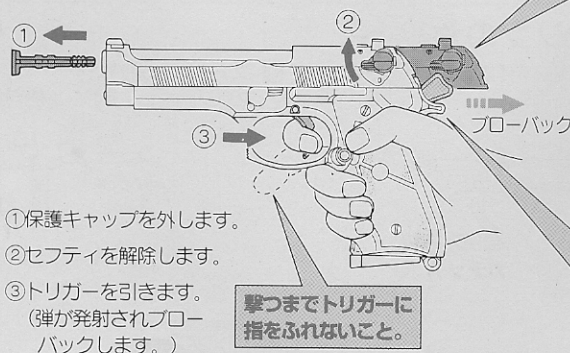 ①
②
③
ブローバック
①保護キャップを外します。
②セフティを解除します。
③トリガーを引きます。
(弾が発射されブロー
バックします。)
撃つまでトリガーに
指をふれないこと。